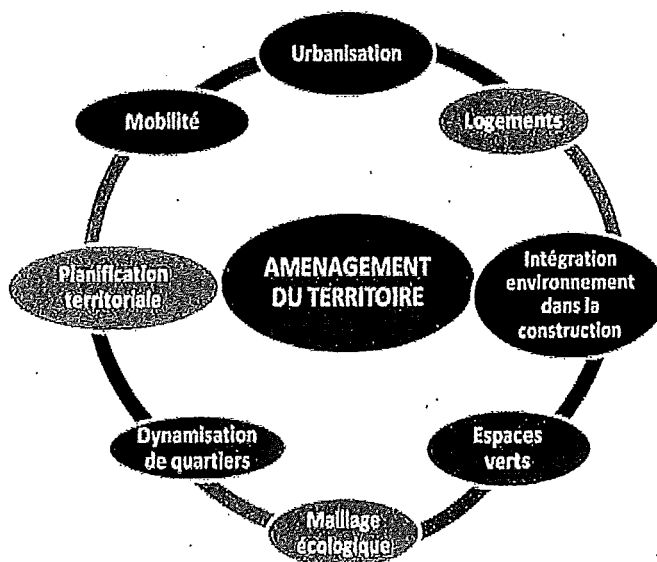 Urbanisation
Mobilité
Logements
Planification
territoriale
AMENAGEMENT
DU TERRITOIRE
Intégration
environnement
dans la
construction
Dynamisation
de quartiers
Espaces
verts
Maillage
écologique